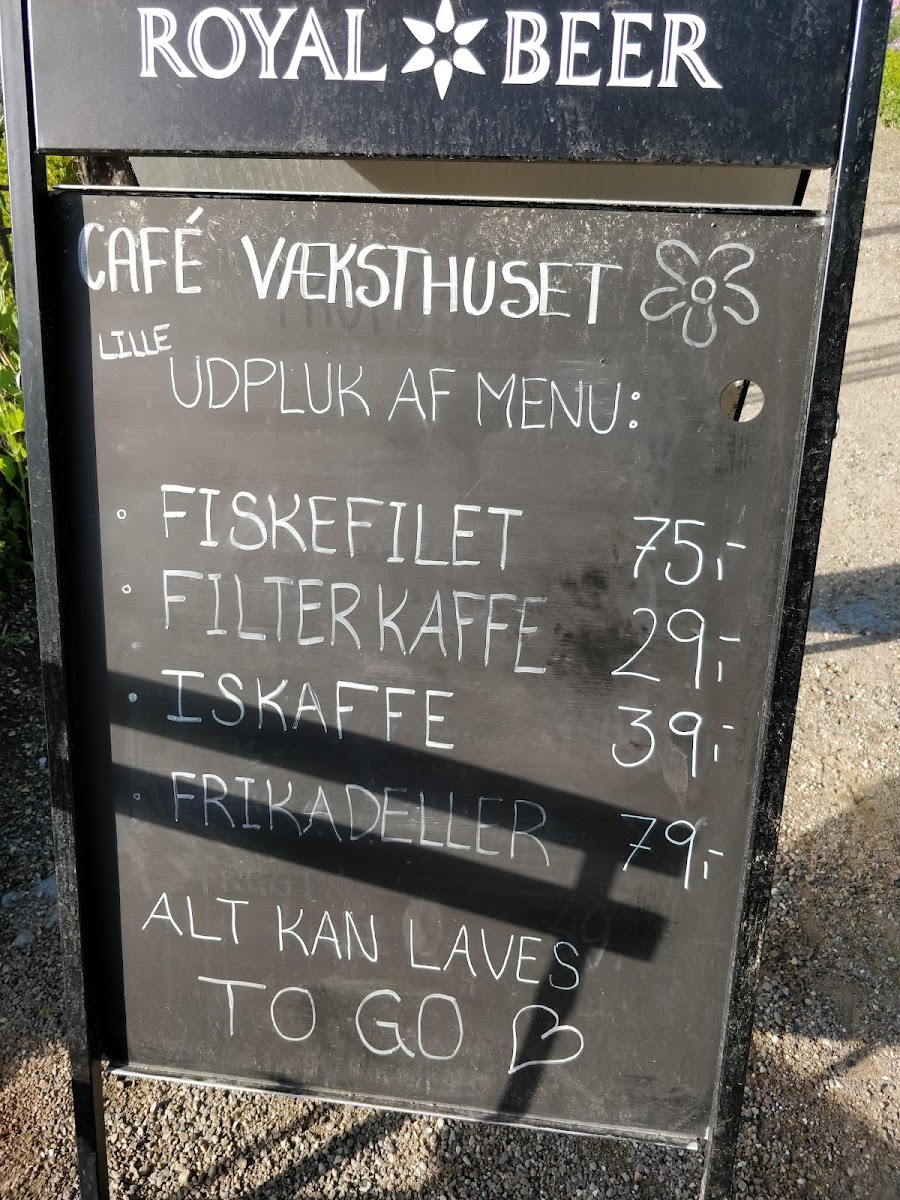 ROYAL BEER
CAFÉ VÆKSTHUSET
LILLE
UDPLUK AF MENU:
FISKEFILET 75,-
FILTERKAFFE 29,-
ISKAFFE 39,-
FRIKADELLER 79,-
ALT KAN LAVES
TO GO